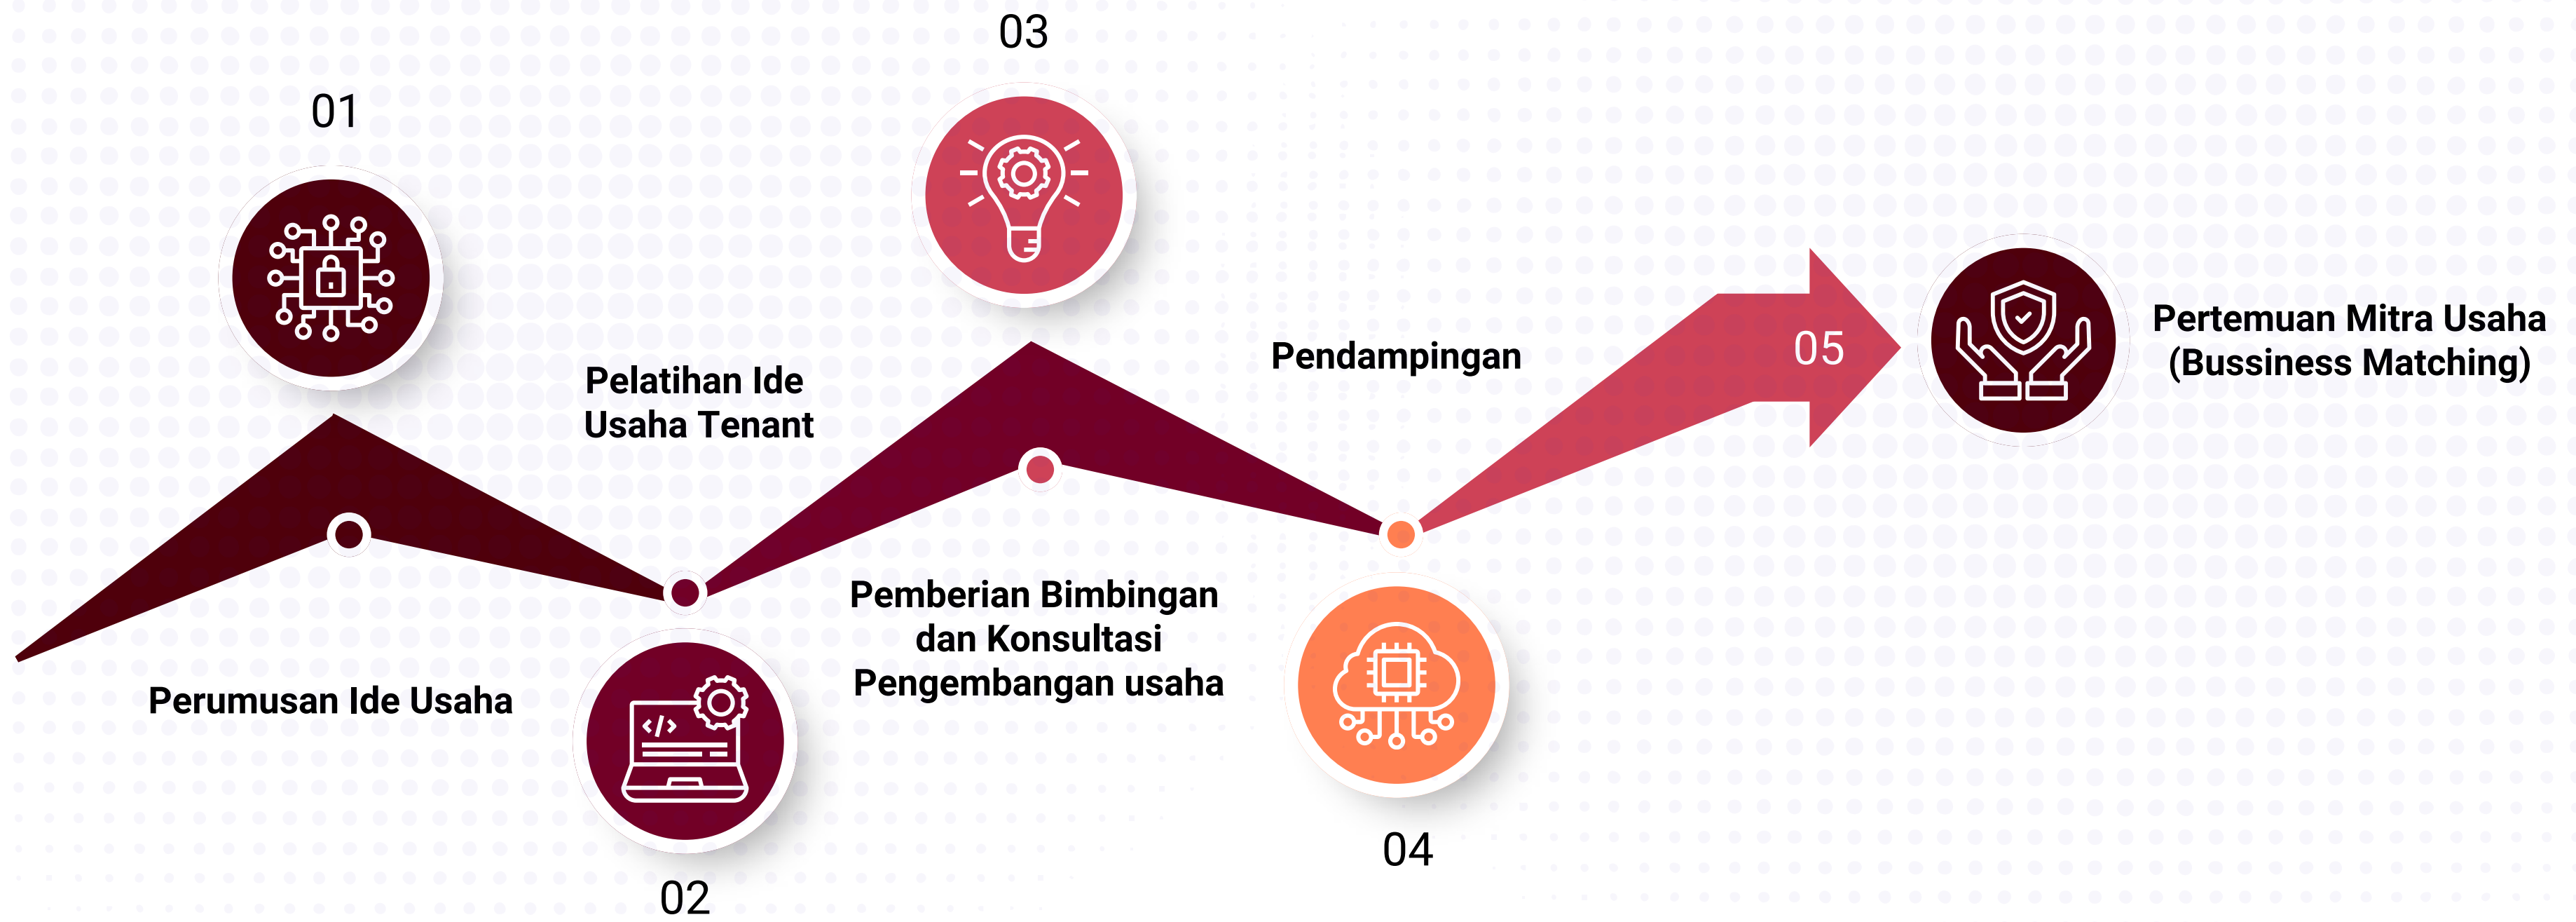 01
Perumusan Ide Usaha
02
Pelatihan Ide
Usaha Tenant
03
Pemberian Bimbingan
dan Konsultasi
Pengembangan usaha
04
Pendampingan
05
Pertemuan Mitra Usaha
(Bussiness Matching)